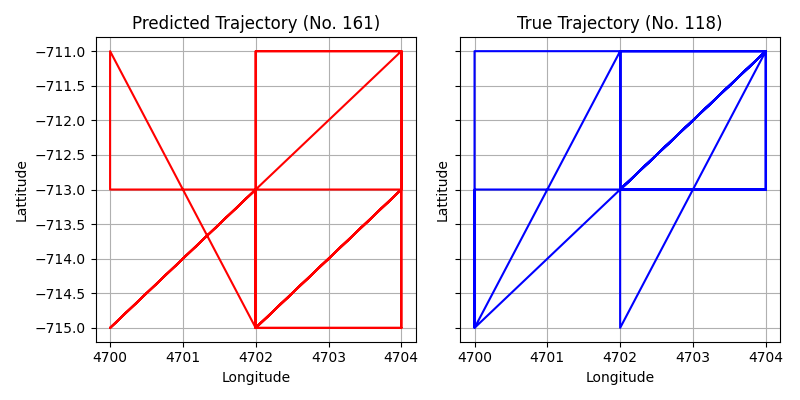 Predicted Trajectory (No. 161)
True Trajectory (No. 118)
−711.0
−711.5
−712.0
−712.5
−713.0
−713.5
−714.0
−714.5
−715.0
Lattitude
Lattitude
4700 4701 4702 4703 4704
4700 4701 4702 4703 4704
Longitude
Longitude